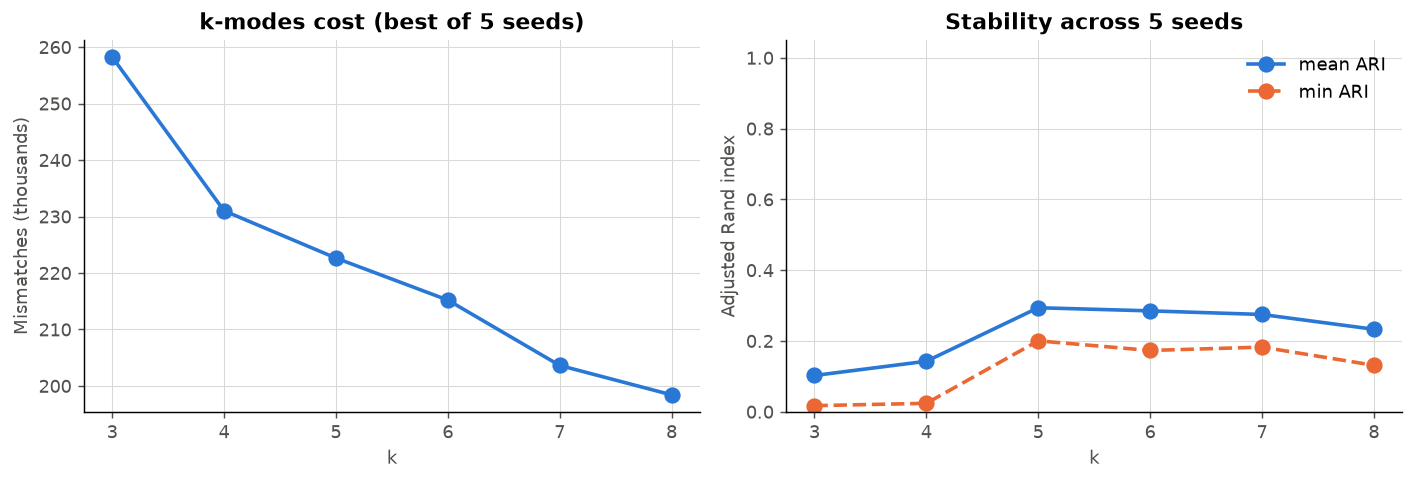 k-modes cost (best of 5 seeds)
Mismatches (thousands)
260
250
240
230
220
210
200
3 4 5 6 7 8
k
Stability across 5 seeds
Adjusted Rand index
1.0
0.8
0.6
0.4
0.2
0.0
mean ARI
min ARI
3 4 5 6 7 8
k